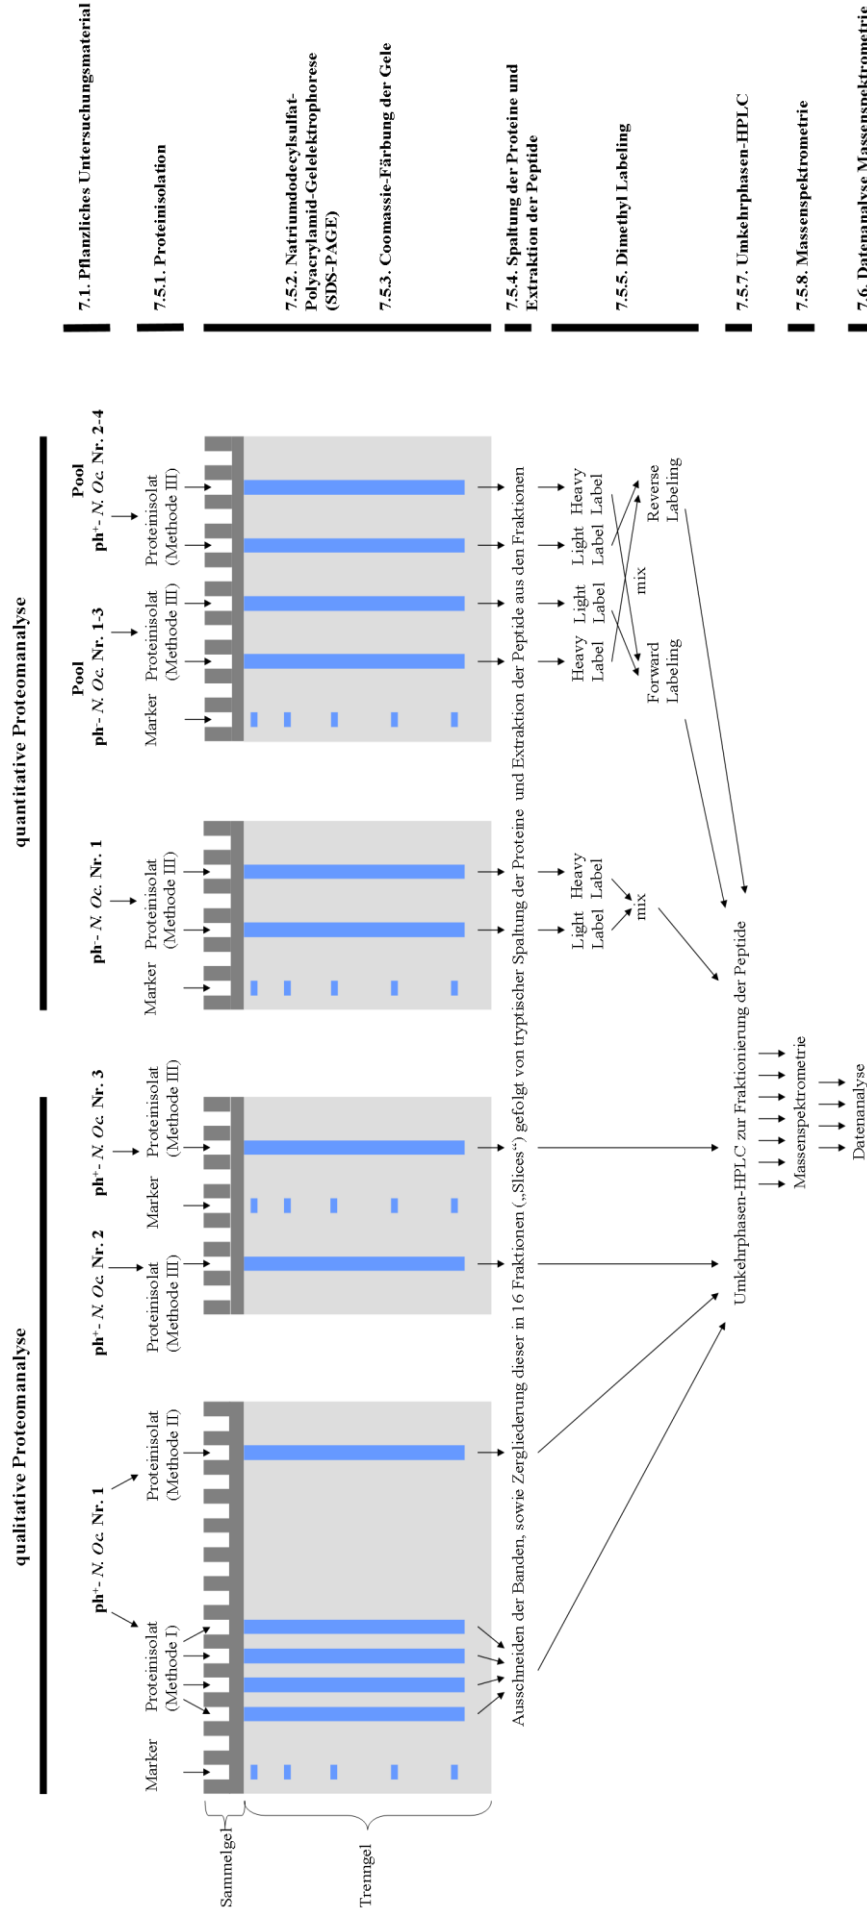 qualitative Proteomanalyse
quantitative Proteomanalyse
ph⁺- N. Oc. Nr. 1
ph⁺- N. Oc. Nr. 2
ph⁺- N. Oc. Nr. 3
ph⁻- N. Oc. Nr. 1
Pool
ph⁻- N. Oc. Nr. 1-3
Pool
ph⁺- N. Oc. Nr. 2-4
7.1. Pflanzliches Untersuchungsmaterial
Marker
Proteinisolat
(Methode I)
Proteinisolat
(Methode II)
Proteinisolat
(Methode III)
Marker
Proteinisolat
(Methode III)
Marker
Proteinisolat
(Methode III)
Marker
Proteinisolat
(Methode III)
Proteinisolat
(Methode III)
7.5.1. Proteinisolation
Sammelgel
Trenngel
7.5.2. Natriumdodecylsulfat-
Polyacrylamid-Gelelektrophorese
(SDS-PAGE)
7.5.3. Coomassie-Färbung der Gele
Ausschneiden der Banden, sowie Zergliederung dieser in 16 Fraktionen („Slices“) gefolgt von tryptischer Spaltung der Proteine und Extraktion der Peptide aus den Fraktionen
7.5.4. Spaltung der Proteine und
Extraktion der Peptide
Light
Label
Heavy
Label
mix
Heavy
Label
Light
Label
Light
Label
Heavy
Label
mix
Forward
Labeling
Reverse
Labeling
7.5.5. Dimethyl Labeling
Umkehrphasen-HPLC zur Fraktionierung der Peptide
7.5.7. Umkehrphasen-HPLC
Massenspektrometrie
7.5.8. Massenspektrometrie
Datenanalyse
7.6. Datenanalyse Massenspektrometrie